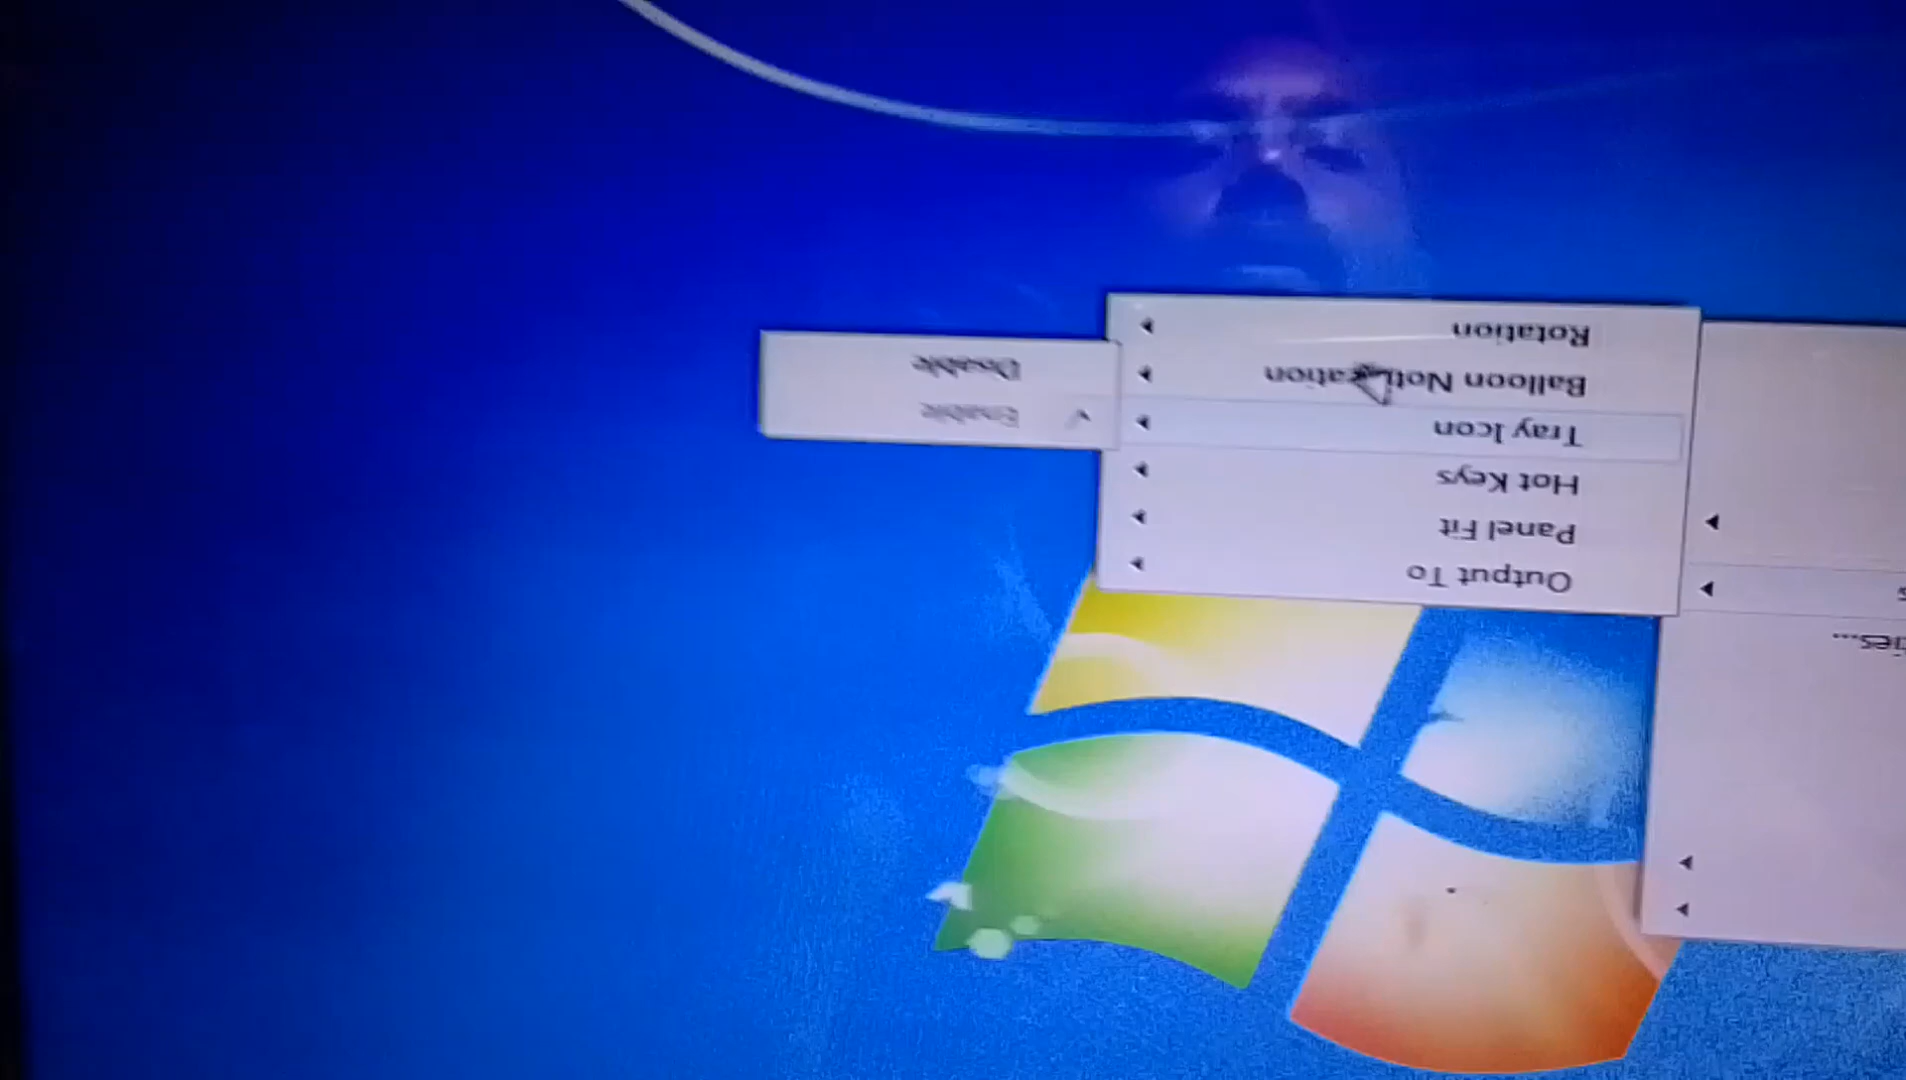 Output To
Panel Fit
Hot Keys
Tray Icon
Balloon Notification
Rotation
Enable
Disable